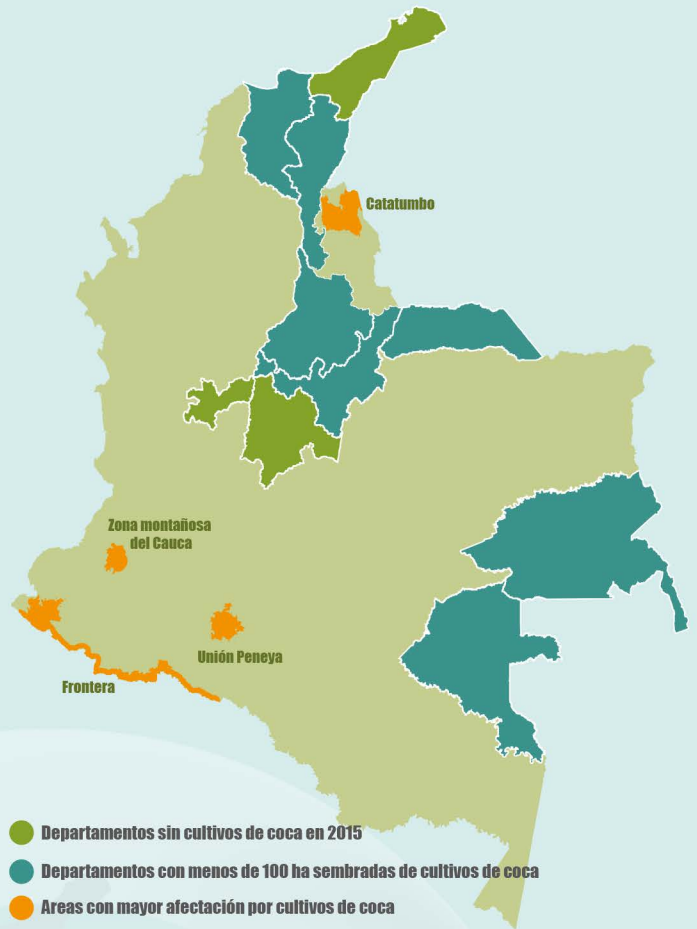 Catatumbo
Zona montañosa
del Cauca
Unión Peneya
Frontera
Departamentos sin cultivos de coca en 2015
Departamentos con menos de 100 ha sembradas de cultivos de coca
Areas con mayor afectación por cultivos de coca